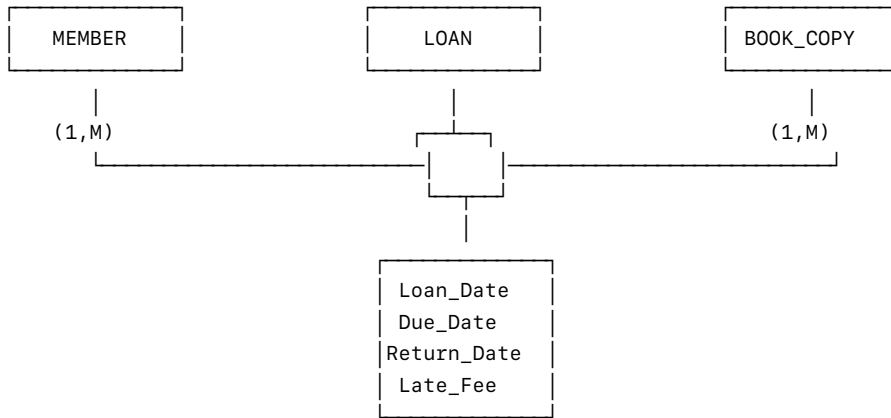 MEMBER LOAN BOOK_COPY
(1,M) (1,M)
Loan_Date
Due_Date
Return_Date
Late_Fee